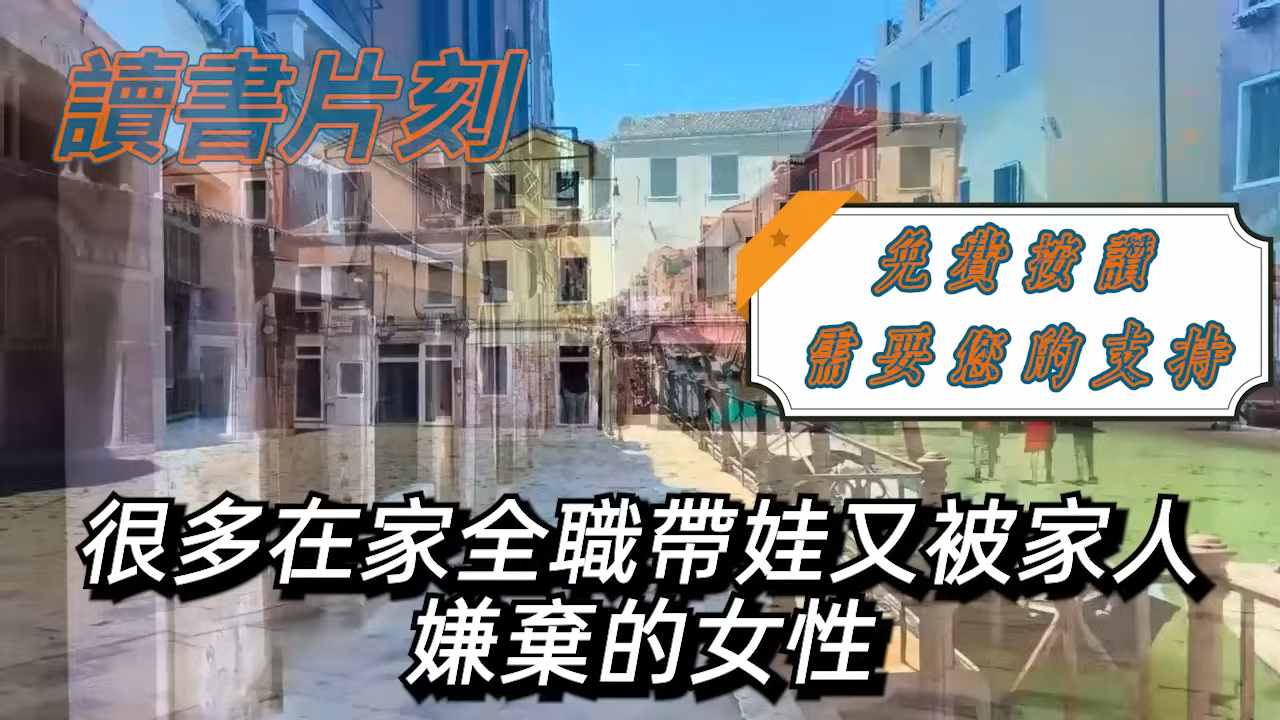 讀書片刻
免費按讚
需要您的支持
很多在家全職帶娃又被家人
嫌棄的女性